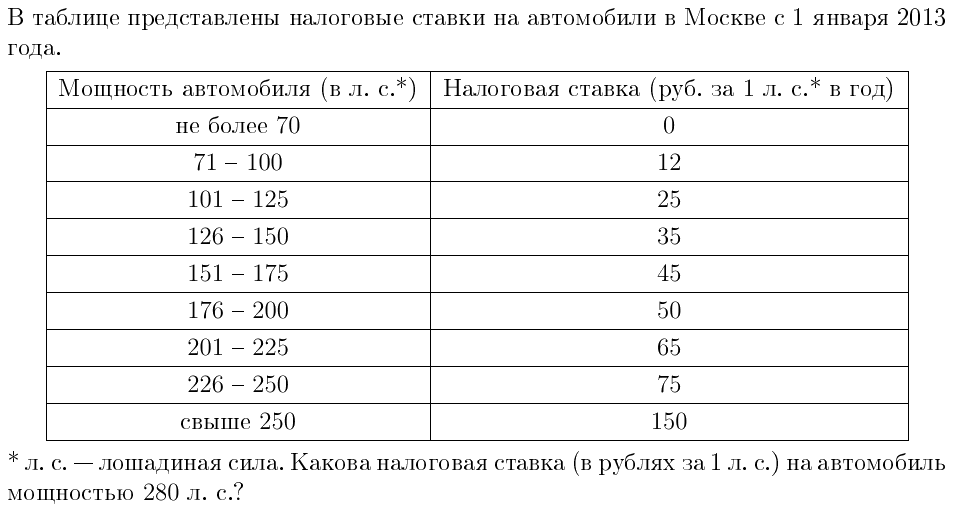 В таблице представлены налоговые ставки на автомобили в Москве с 1 января 2013
года.
Мощность автомобиля (в л. с.*) Налоговая ставка (руб. за 1 л. с.* в год)
не более 70 0
71 – 100 12
101 – 125 25
126 – 150 35
151 – 175 45
176 – 200 50
201 – 225 65
226 – 250 75
свыше 250 150
* л. с. — лошадиная сила. Какова налоговая ставка (в рублях за 1 л. с.) на автомобиль
мощностью 280 л. с.?